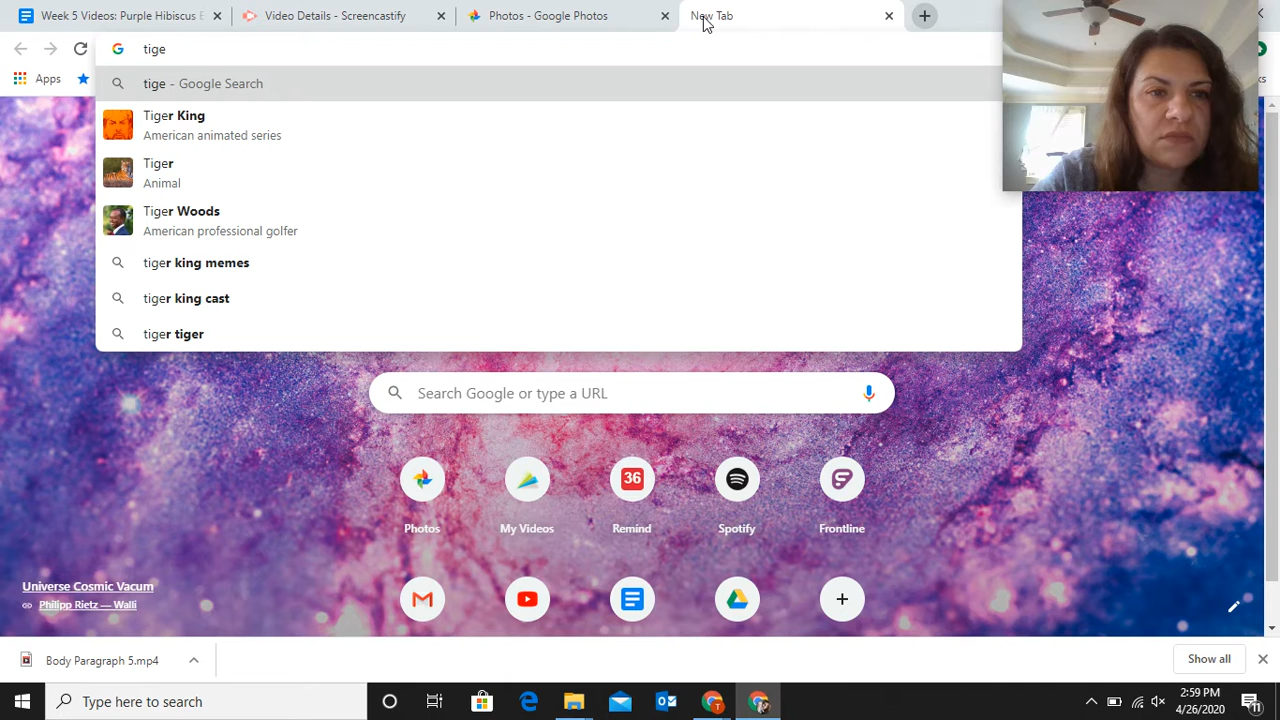 Week 5 Videos: Purple Hibiscus E
Video Details - Screencastify
Photos - Google Photos
New Tab
tige
Apps
tige - Google Search
Tiger King
American animated series
Tiger
Animal
Tiger Woods
American professional golfer
tiger king memes
tiger king cast
tiger tiger
Search Google or type a URL
36
Photos
My Videos
Remind
Spotify
Frontline
Universe Cosmic Vacum
Philipp Rietz — Walli
Body Paragraph 5.mp4
Show all
Type here to search
T
2:59 PM
4/26/2020
11